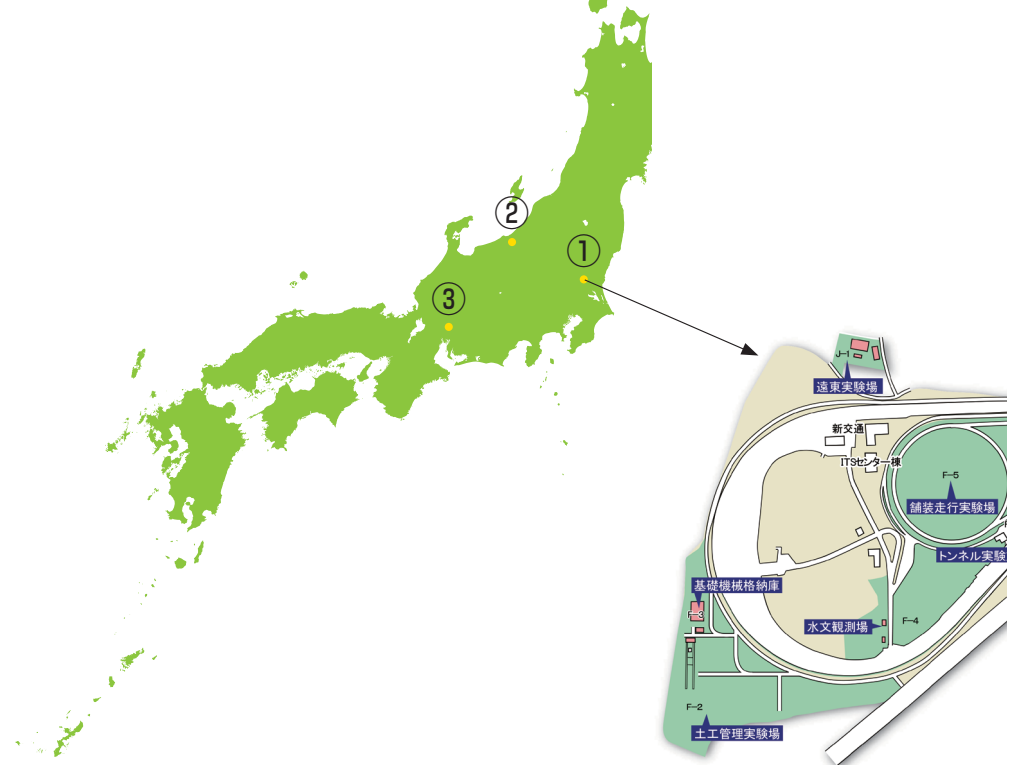 ②
①
③
J-1
遠東実験場
新交通
ITSセンター棟
F-5
舗装走行実験場
トンネル実験
基礎機械格納庫
F-3
水文観測場
F-4
F-2
土工管理実験場